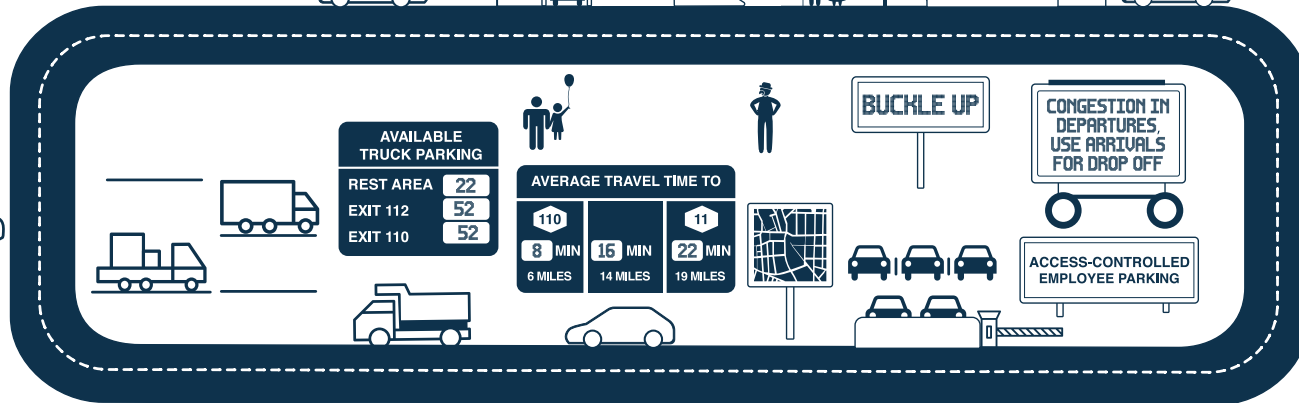 AVAILABLE
TRUCK PARKING
REST AREA 22
EXIT 112 52
EXIT 110 52
AVERAGE TRAVEL TIME TO
110 11
8 MIN 16 MIN 22 MIN
6 MILES 14 MILES 19 MILES
BUCKLE UP
CONGESTION IN
DEPARTURES,
USE ARRIVALS
FOR DROP OFF
ACCESS-CONTROLLED
EMPLOYEE PARKING